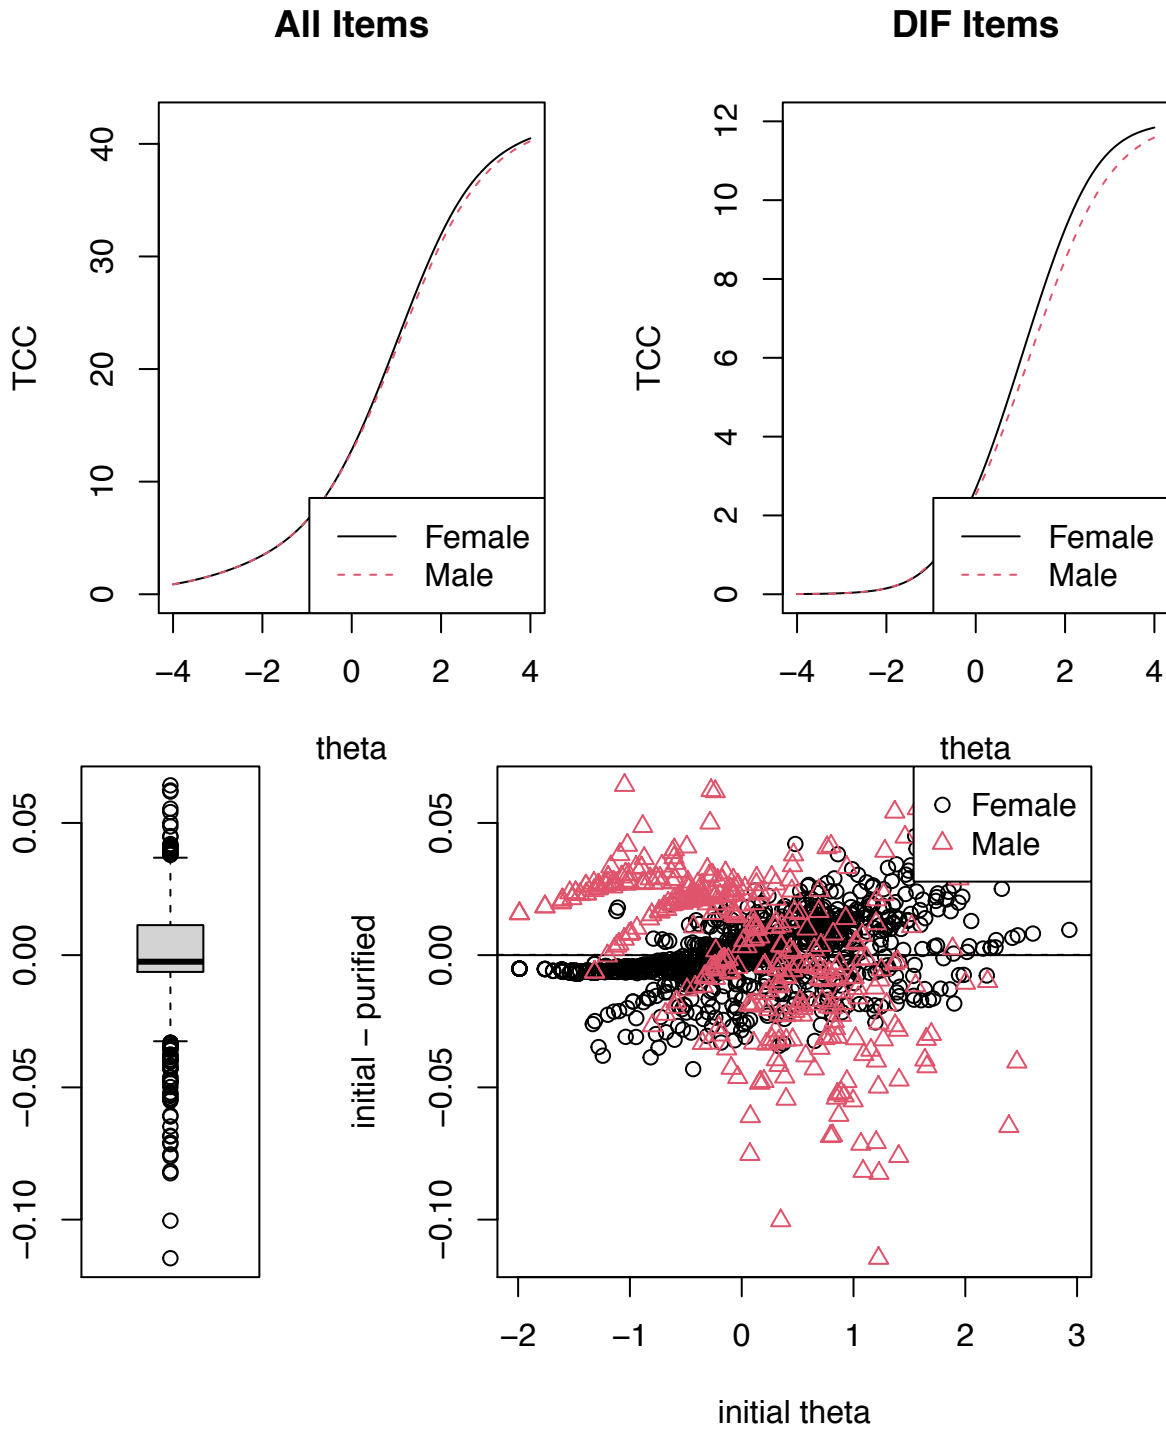 All Items
DIF Items
TCC
40
30
20
10
0
Female
Male
−4 −2 0 2 4
theta
TCC
12
10
8
6
4
2
0
Female
Male
−4 −2 0 2 4
theta
0.05
0.00
−0.05
−0.10
initial − purified
0.05
0.00
−0.05
−0.10
Female
Male
−2 −1 0 1 2 3
initial theta